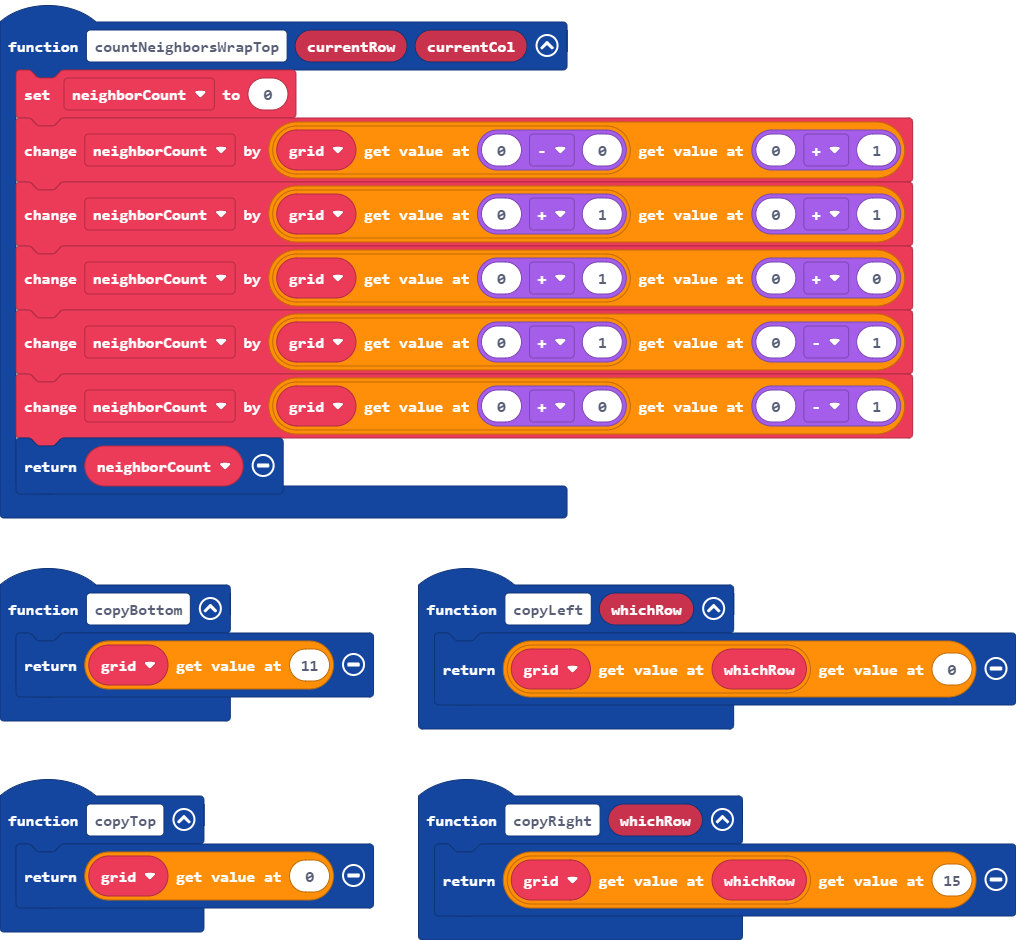 function countNeighborsWrapTop currentRow currentCol
set neighborCount to 0
change neighborCount by grid get value at 0 - 0 get value at 0 + 1
change neighborCount by grid get value at 0 + 1 get value at 0 + 1
change neighborCount by grid get value at 0 + 1 get value at 0 + 0
change neighborCount by grid get value at 0 + 1 get value at 0 - 1
change neighborCount by grid get value at 0 + 0 get value at 0 - 1
return neighborCount
function copyBottom
return grid get value at 11
function copyLeft whichRow
return grid get value at whichRow get value at 0
function copyTop
return grid get value at 0
function copyRight whichRow
return grid get value at whichRow get value at 15